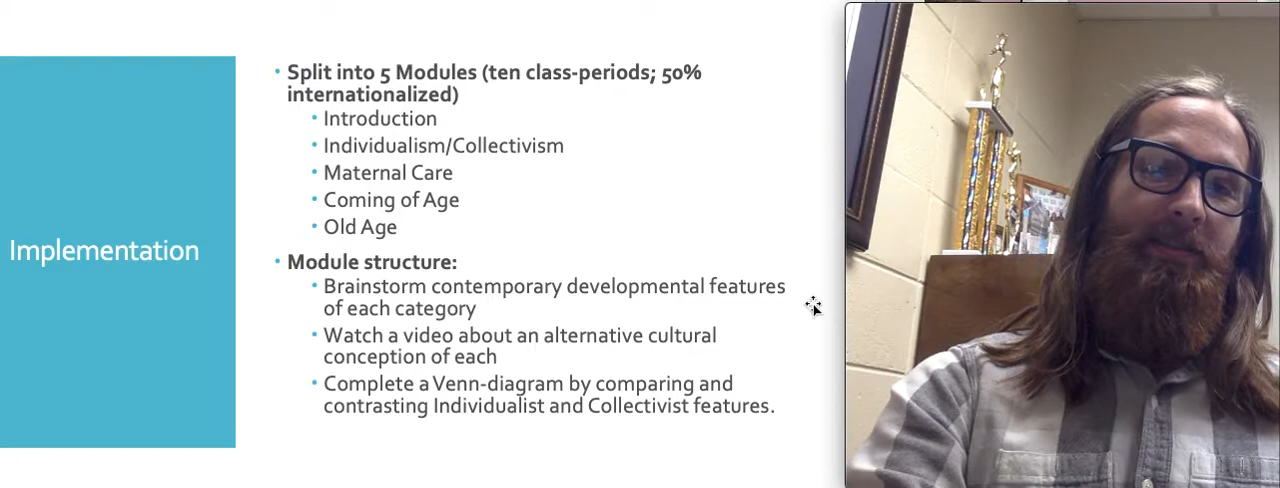 Implementation
Split into 5 Modules (ten class-periods; 50%
internationalized)
Introduction
Individualism/Collectivism
Maternal Care
Coming of Age
Old Age
Module structure:
Brainstorm contemporary developmental features
of each category
Watch a video about an alternative cultural
conception of each
Complete a Venn-diagram by comparing and
contrasting Individualist and Collectivist features.